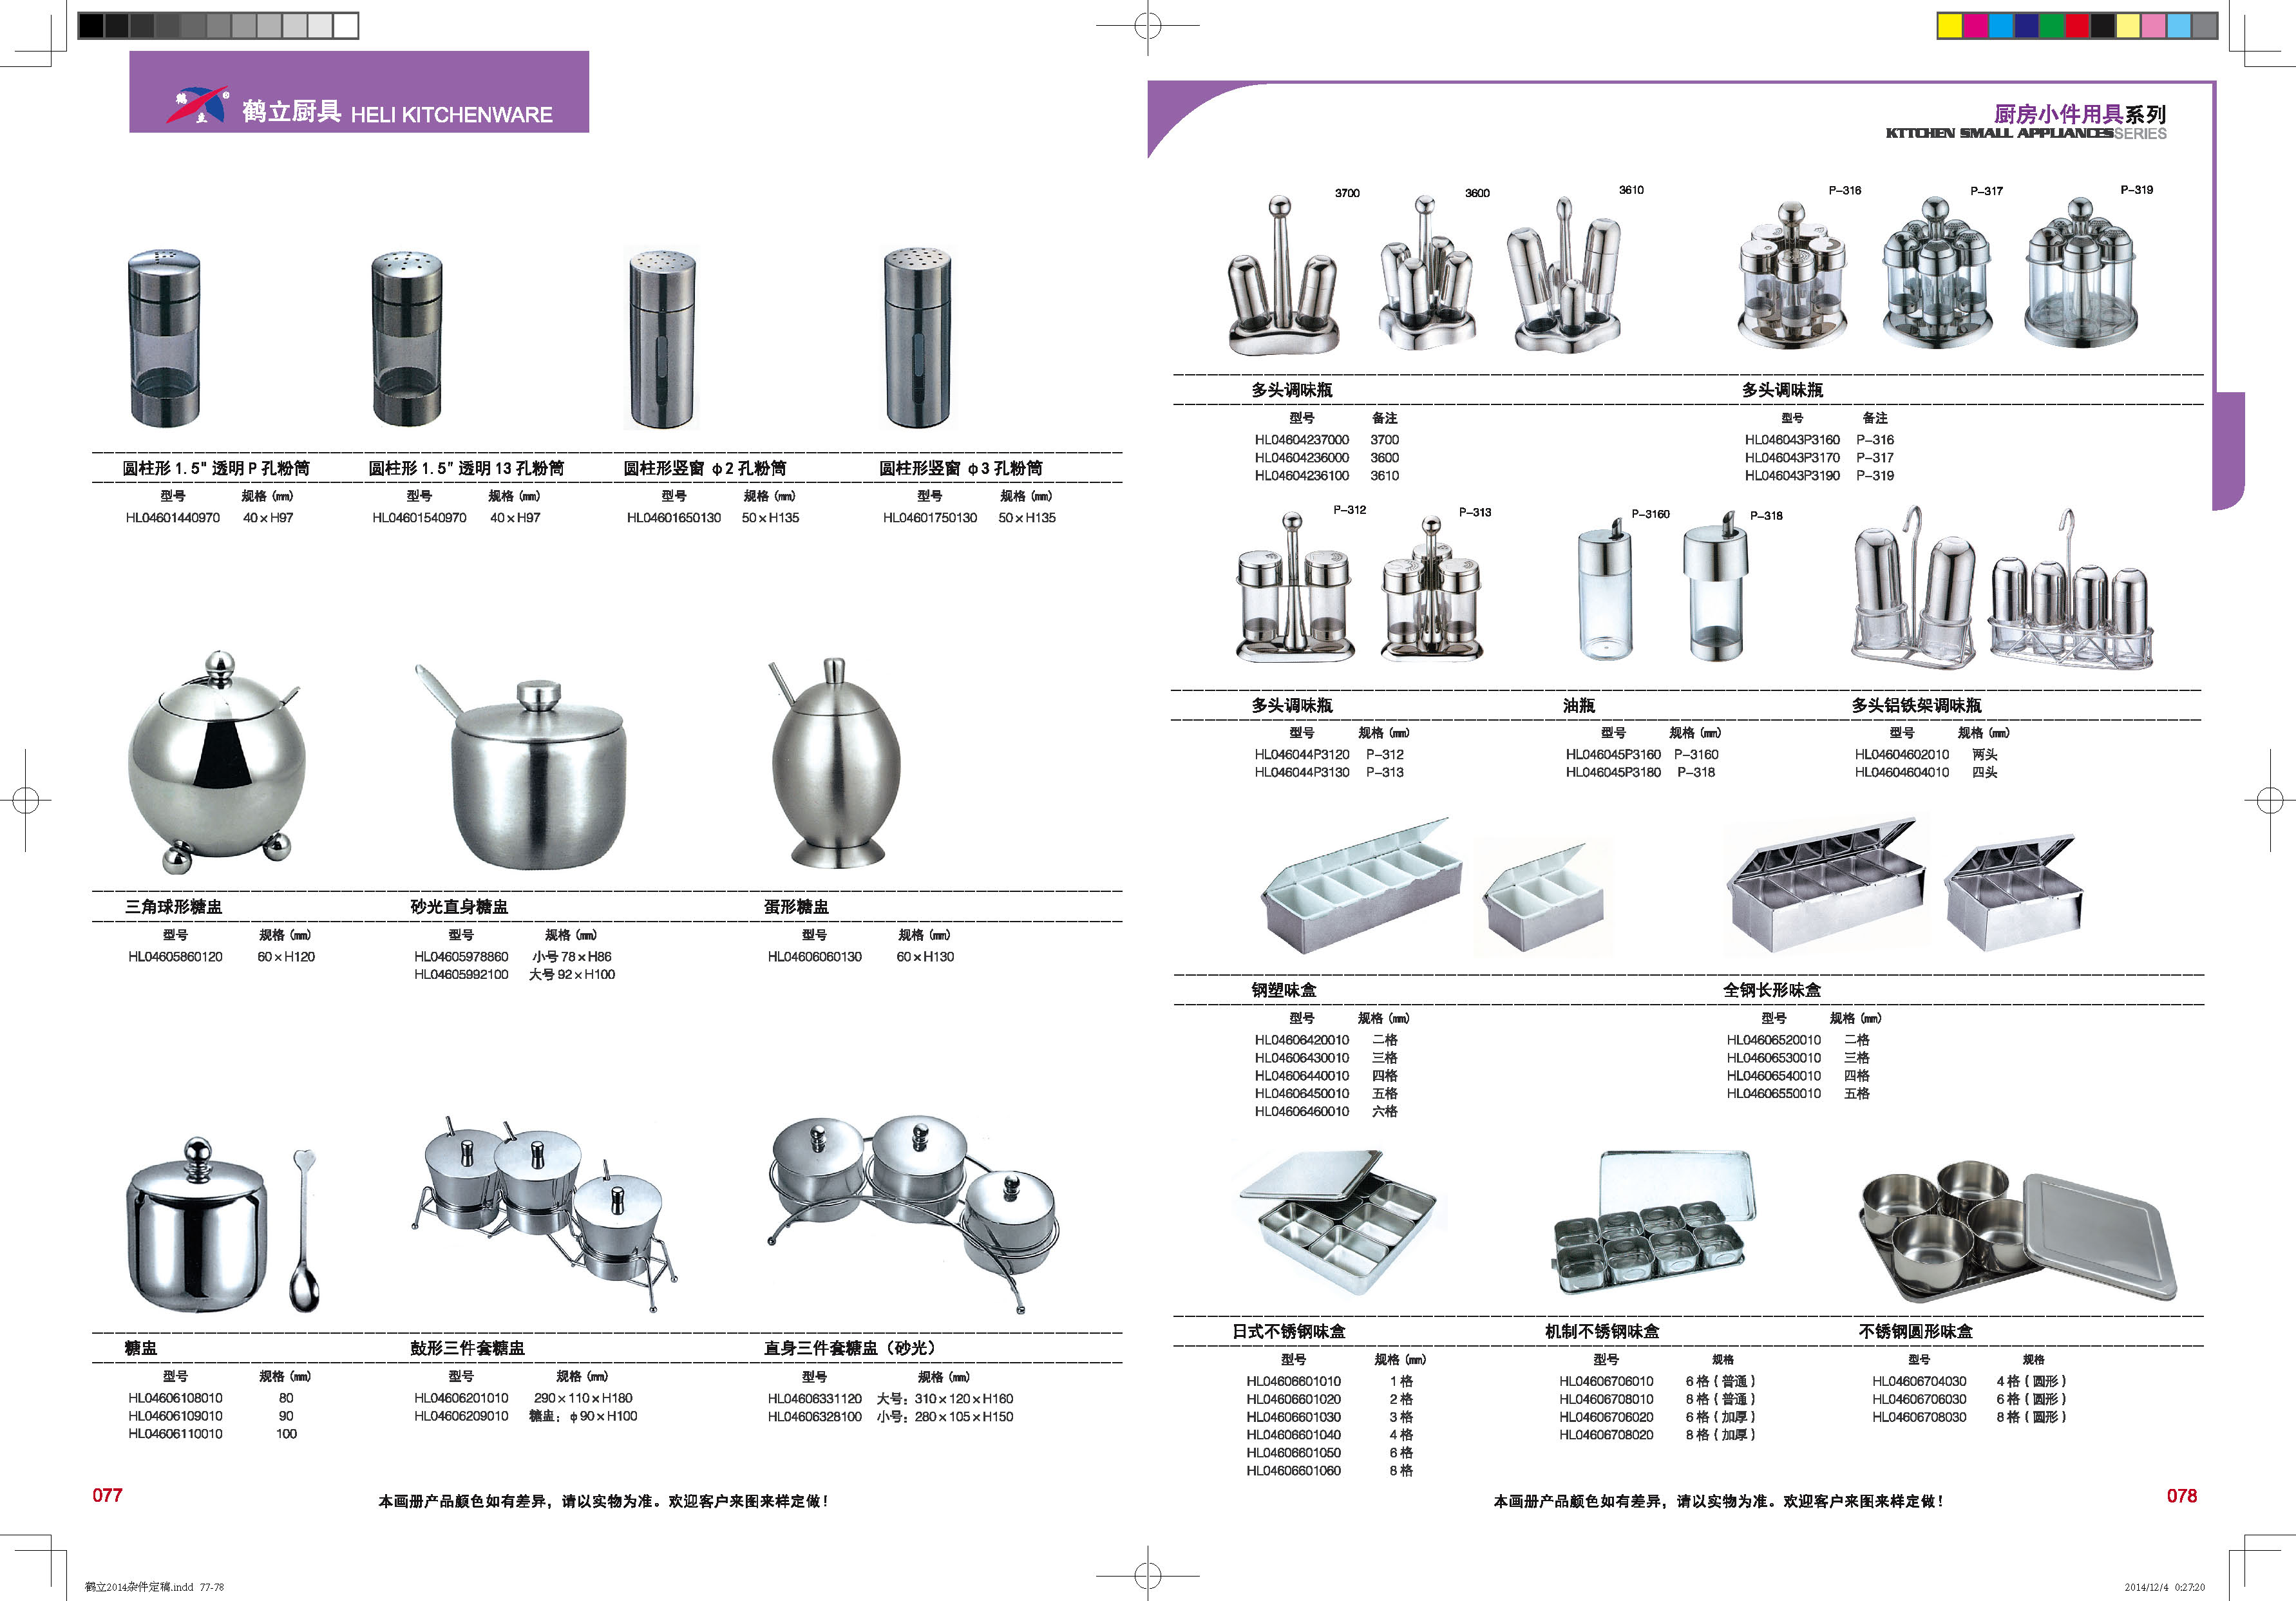 鹤立厨具 HELI KITCHENWARE
圆柱形 1.5" 透明 P 孔粉筒
圆柱形 1.5" 透明 13 孔粉筒
圆柱形竖窗 φ2 孔粉筒
圆柱形竖窗 φ3 孔粉筒
型号 规格 (mm) 型号 规格 (mm) 型号 规格 (mm) 型号 规格 (mm)
HL04601440970 40×H97 HL04601540970 40×H97 HL04601650130 50×H135 HL04601750130 50×H135
三角球形糖盅
型号 规格 (mm)
HL04605860120 60×H120
砂光直身糖盅
型号 规格 (mm)
HL04605978860 小号 78×H86
HL04605992100 大号 92×H100
蛋形糖盅
型号 规格 (mm)
HL04606060130 60×H130
糖盅
型号 规格 (mm)
HL04606108010 80
HL04606109010 90
HL04606110010 100
鼓形三件套糖盅
型号 规格 (mm)
HL04606201010 290×110×H180
HL04606209010 糖盅：φ90×H100
直身三件套糖盅（砂光）
型号 规格 (mm)
HL04606331120 大号：310×120×H160
HL04606328100 小号：280×105×H150
077
本画册产品颜色如有差异，请以实物为准。欢迎客户来图来样定做！
鹤立2014杂件定稿.indd 77-78
厨房小件用具系列
KTTCHEN SMALL APPLIANCESSERIES
3700 3600 3610 P-316 P-317 P-319
多头调味瓶
型号 备注
HL04604237000 3700
HL04604236000 3600
HL04604236100 3610
多头调味瓶
型号 备注
HL046043P3160 P-316
HL046043P3170 P-317
HL046043P3190 P-319
P-312 P-313 P-3160 P-318
多头调味瓶
型号 规格 (mm)
HL046044P3120 P-312
HL046044P3130 P-313
油瓶
型号 规格 (mm)
HL046045P3160 P-3160
HL046045P3180 P-318
多头铝铁架调味瓶
型号 规格 (mm)
HL04604602010 两头
HL04604604010 四头
钢塑味盒
型号 规格 (mm)
HL04606420010 二格
HL04606430010 三格
HL04606440010 四格
HL04606450010 五格
HL04606460010 六格
全钢长形味盒
型号 规格 (mm)
HL04606520010 二格
HL04606530010 三格
HL04606540010 四格
HL04606550010 五格
日式不锈钢味盒
型号 规格 (mm)
HL04606601010 1 格
HL04606601020 2 格
HL04606601030 3 格
HL04606601040 4 格
HL04606601050 6 格
HL04606601060 8 格
机制不锈钢味盒
型号 规格
HL04606706010 6 格（普通）
HL04606708010 8 格（普通）
HL04606706020 6 格（加厚）
HL04606708020 8 格（加厚）
不锈钢圆形味盒
型号 规格
HL04606704030 4 格（圆形）
HL04606706030 6 格（圆形）
HL04606708030 8 格（圆形）
本画册产品颜色如有差异，请以实物为准。欢迎客户来图来样定做！
078
2014/12/4 0:27:20